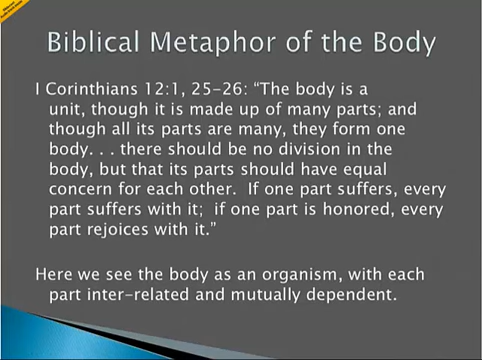 Biblical Metaphor of the Body
I Corinthians 12:1, 25-26: “The body is a
unit, though it is made up of many parts; and
though all its parts are many, they form one
body. . . there should be no division in the
body, but that its parts should have equal
concern for each other.  If one part suffers, every
part suffers with it;  if one part is honored, every
part rejoices with it.”
Here we see the body as an organism, with each
part inter-related and mutually dependent.